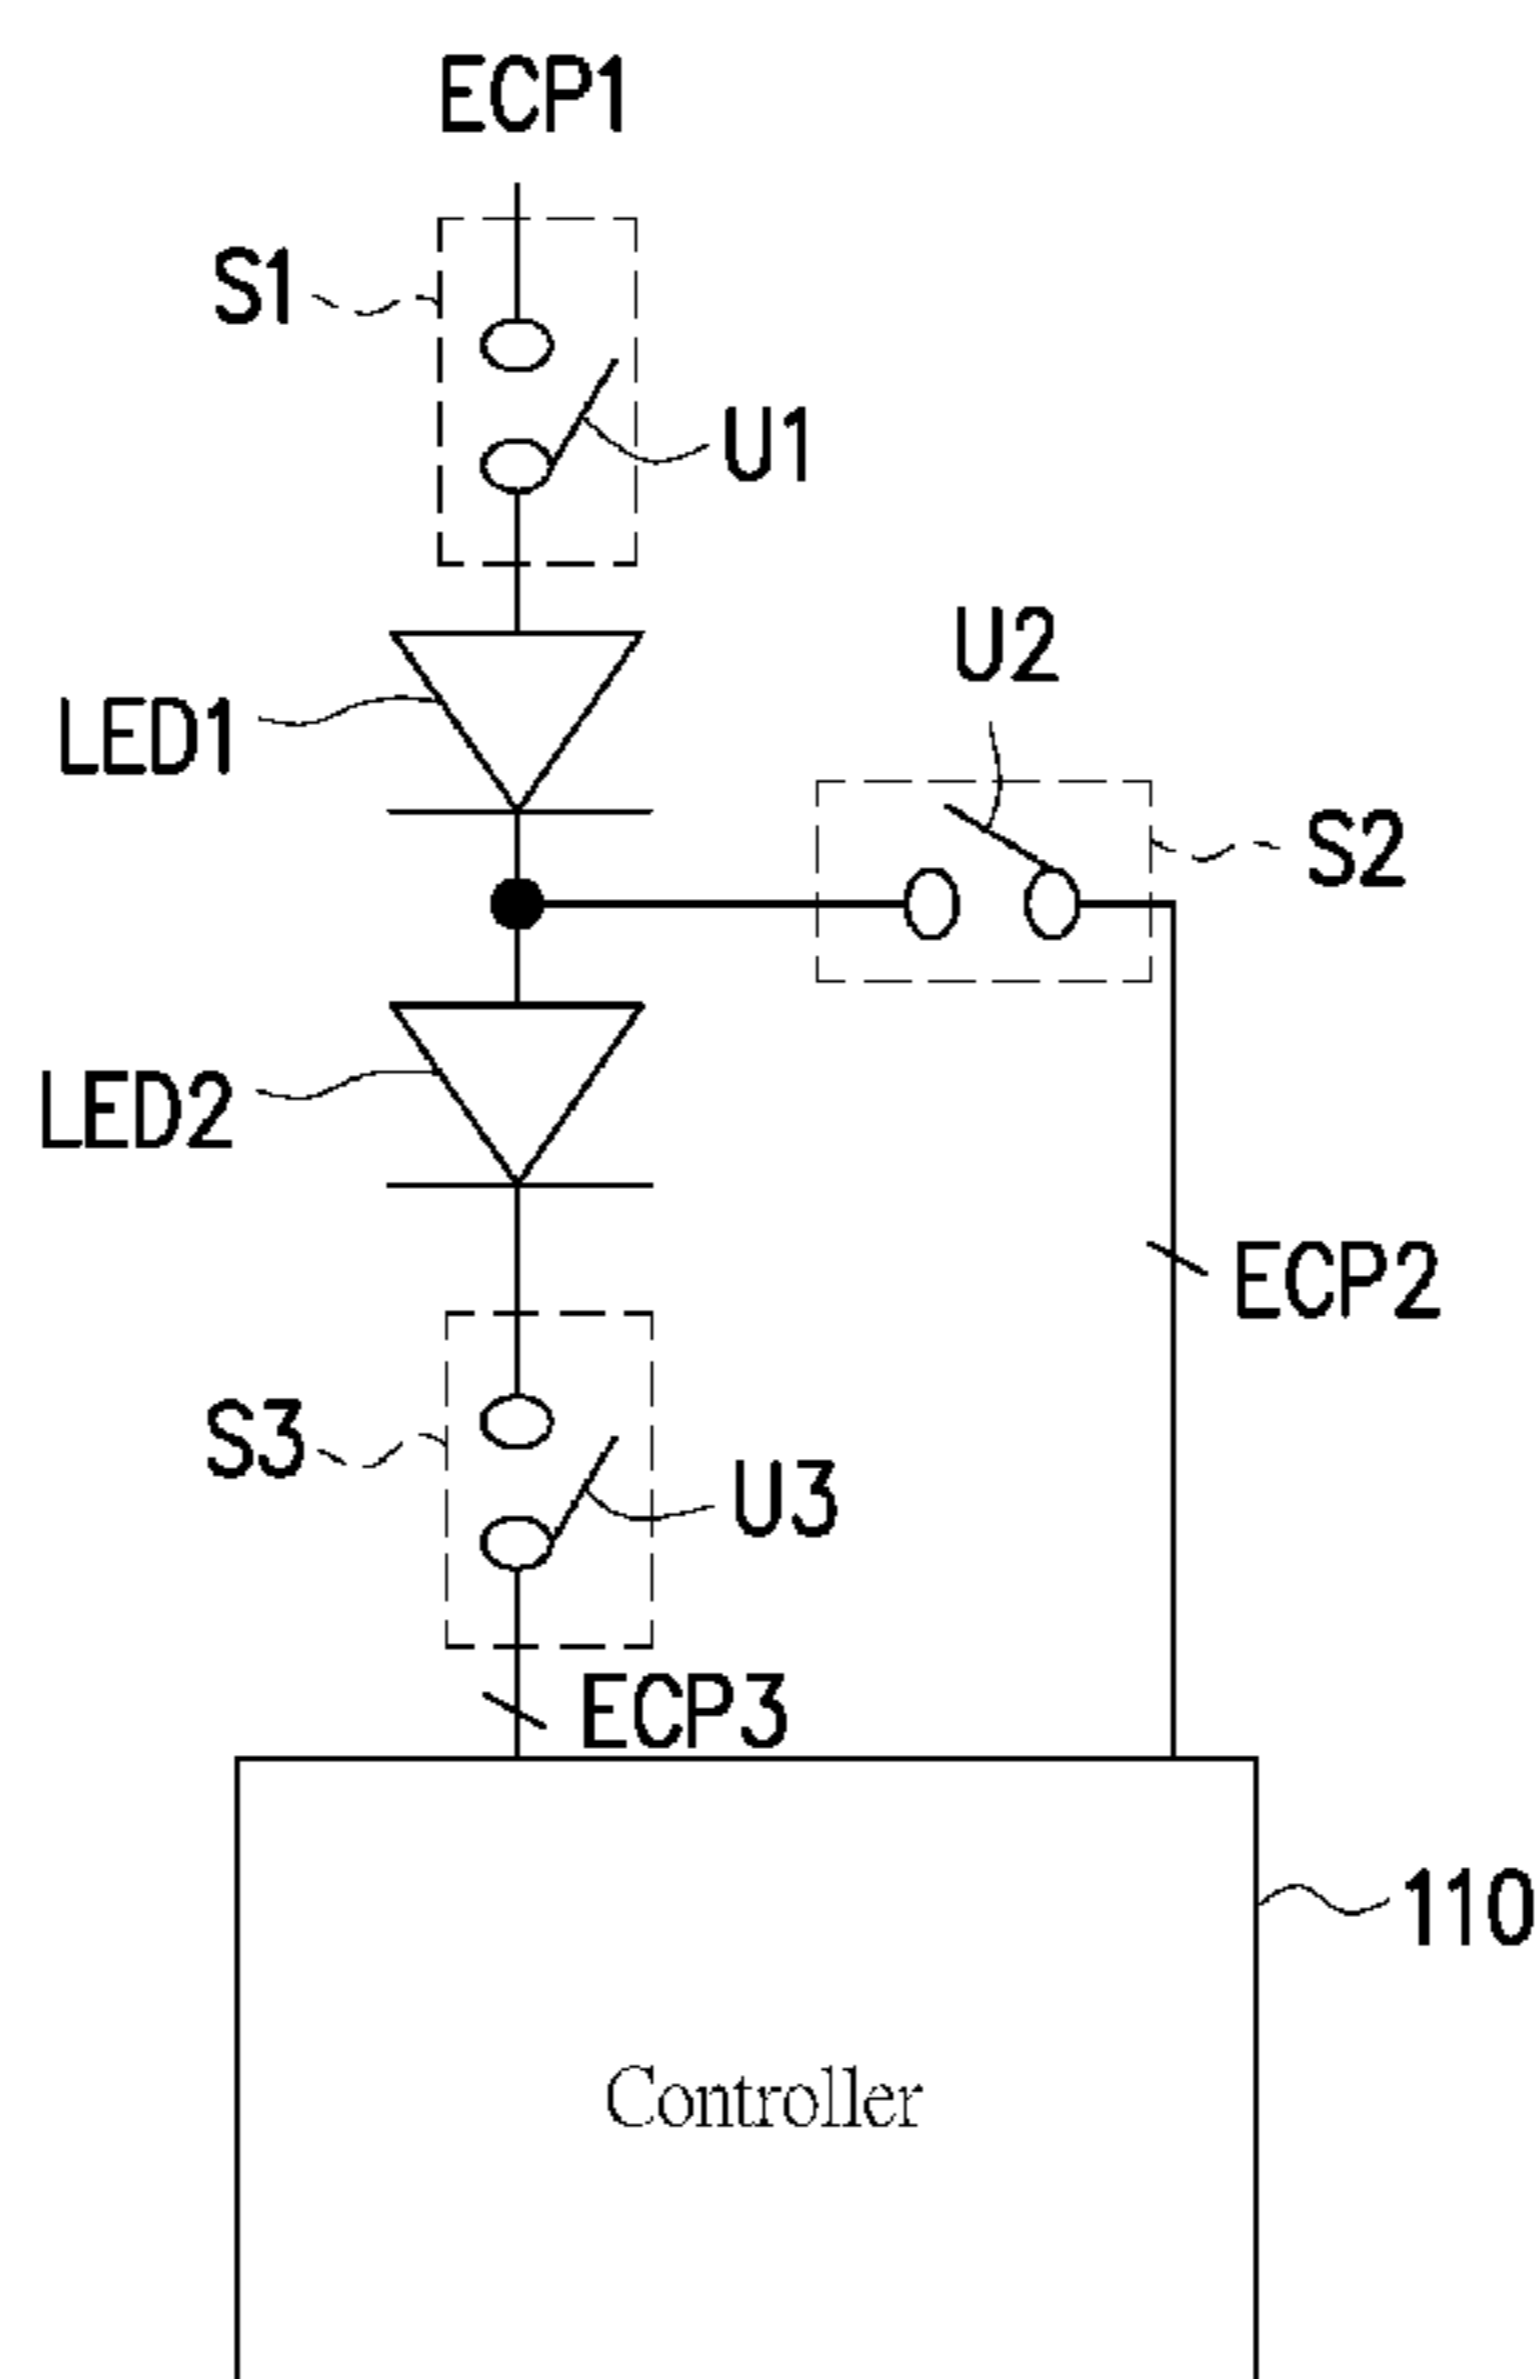 ECP1
S1
U1
U2
LED1
S2
LED2
ECP2
S3
U3
ECP3
110
Controller